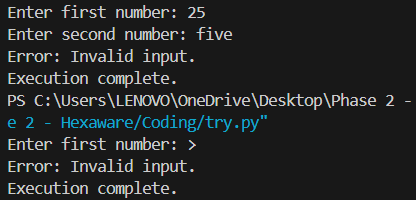 Enter first number: 25
Enter second number: five
Error: Invalid input.
Execution complete.
PS C:\Users\LENOVO\OneDrive\Desktop\Phase 2 -
e 2 - Hexaware/Coding/try.py"
Enter first number: >
Error: Invalid input.
Execution complete.